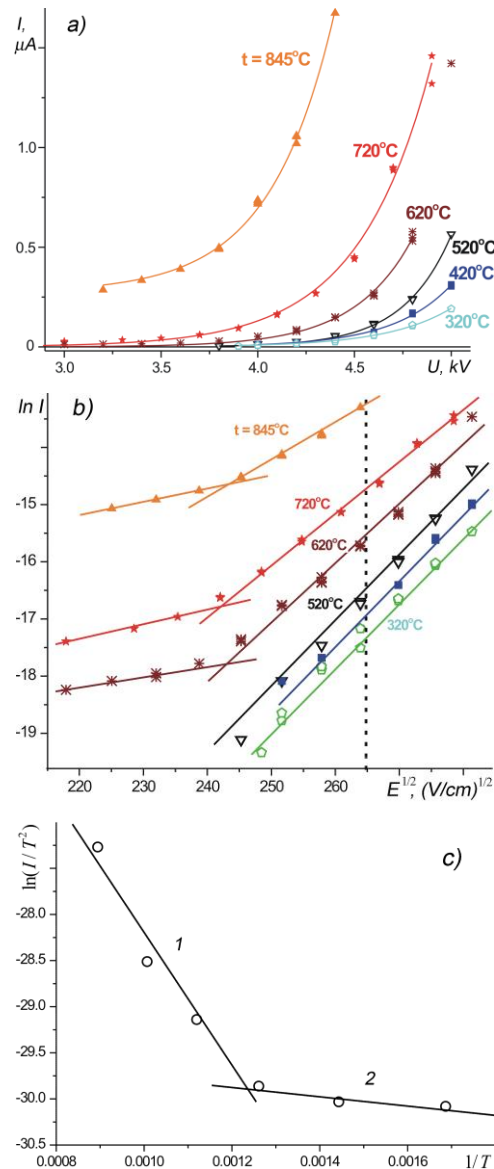 I,
μA
a)
t = 845°C
1.0
720°C
620°C
0.5
520°C
420°C
320°C
0
3.0 3.5 4.0 4.5 U, kV
ln I
b)
t = 845°C
-15
720°C
-16
620°C
-17
520°C
320°C
-18
-19
220 230 240 250 260 E^1/2, (V/cm)^1/2
ln(I / T²)
c)
-28.0
1
-28.5
-29.0
-29.5
2
-30.0
-30.5
0.0008 0.0010 0.0012 0.0014 0.0016 1/T